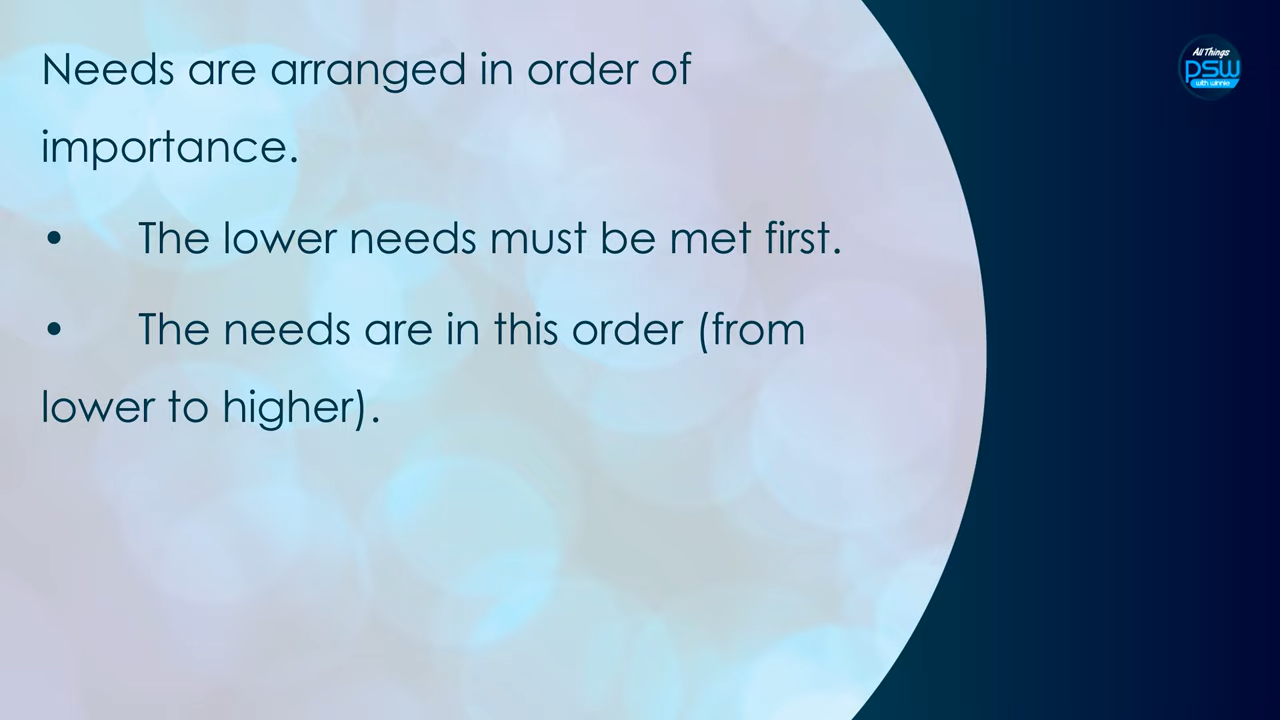 Needs are arranged in order of
importance.
• The lower needs must be met first.
• The needs are in this order (from
lower to higher).
All Things
PSW
with winnie